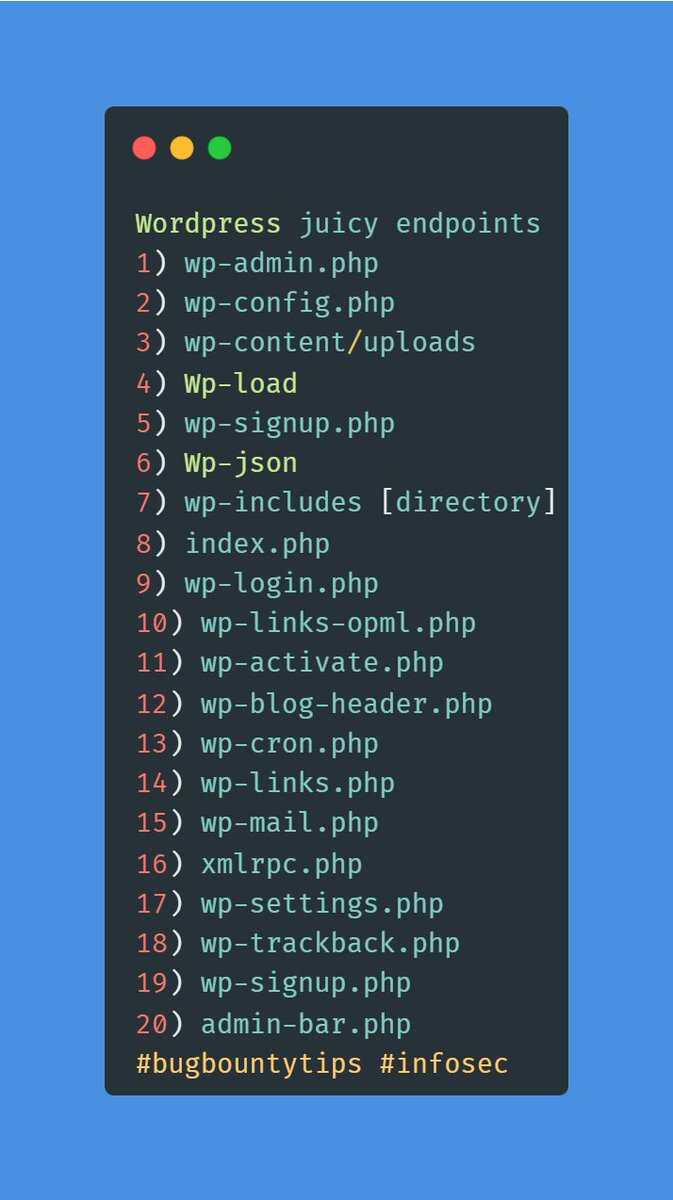 Wordpress juicy endpoints
1) wp-admin.php
2) wp-config.php
3) wp-content/uploads
4) Wp-load
5) wp-signup.php
6) Wp-json
7) wp-includes [directory]
8) index.php
9) wp-login.php
10) wp-links-opml.php
11) wp-activate.php
12) wp-blog-header.php
13) wp-cron.php
14) wp-links.php
15) wp-mail.php
16) xmlrpc.php
17) wp-settings.php
18) wp-trackback.php
19) wp-signup.php
20) admin-bar.php
#bugbountytips #infosec